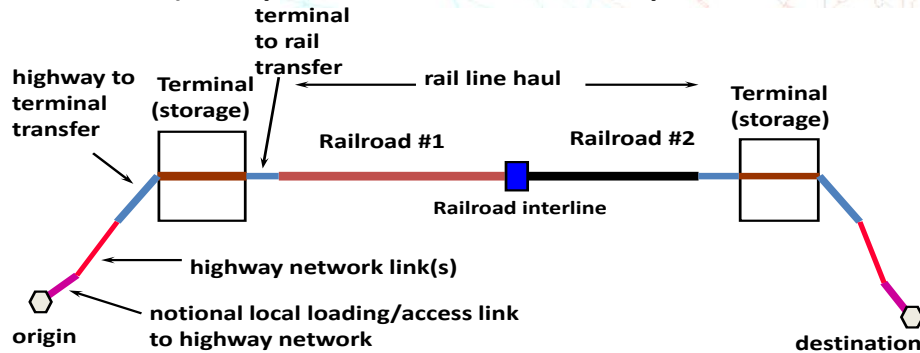 terminal
to rail
transfer
highway to
terminal
transfer
Terminal
(storage)
rail line haul
Terminal
(storage)
Railroad #1
Railroad #2
Railroad interline
highway network link(s)
notional local loading/access link
to highway network
origin
destination